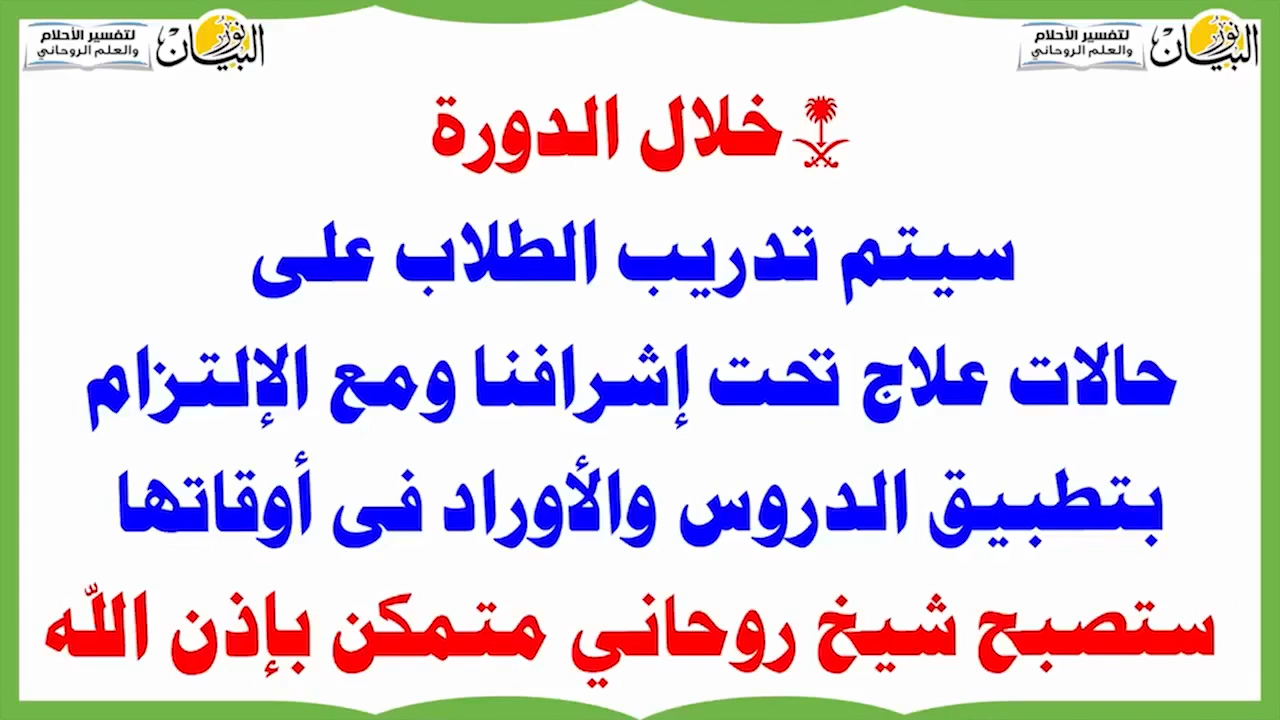 نور البيان
لتفسير الأحلام
والعلم الروحاني
نور البيان
لتفسير الأحلام
والعلم الروحاني
خلال الدورة
سيتم تدريب الطلاب على
حالات علاج تحت إشرافنا ومع الإلتزام
بتطبيق الدروس والأوراد فى أوقاتها
ستصبح شيخ روحاني متمكن بإذن الله